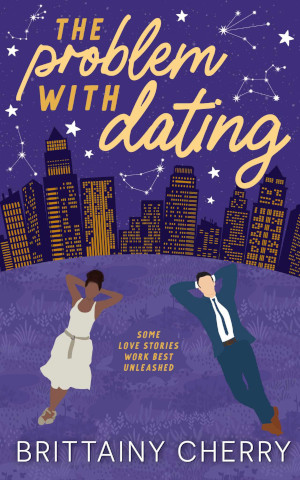 THE
problem
WITH
dating
SOME
LOVE STORIES
WORK BEST
UNLEASHED
BRITTAINY CHERRY